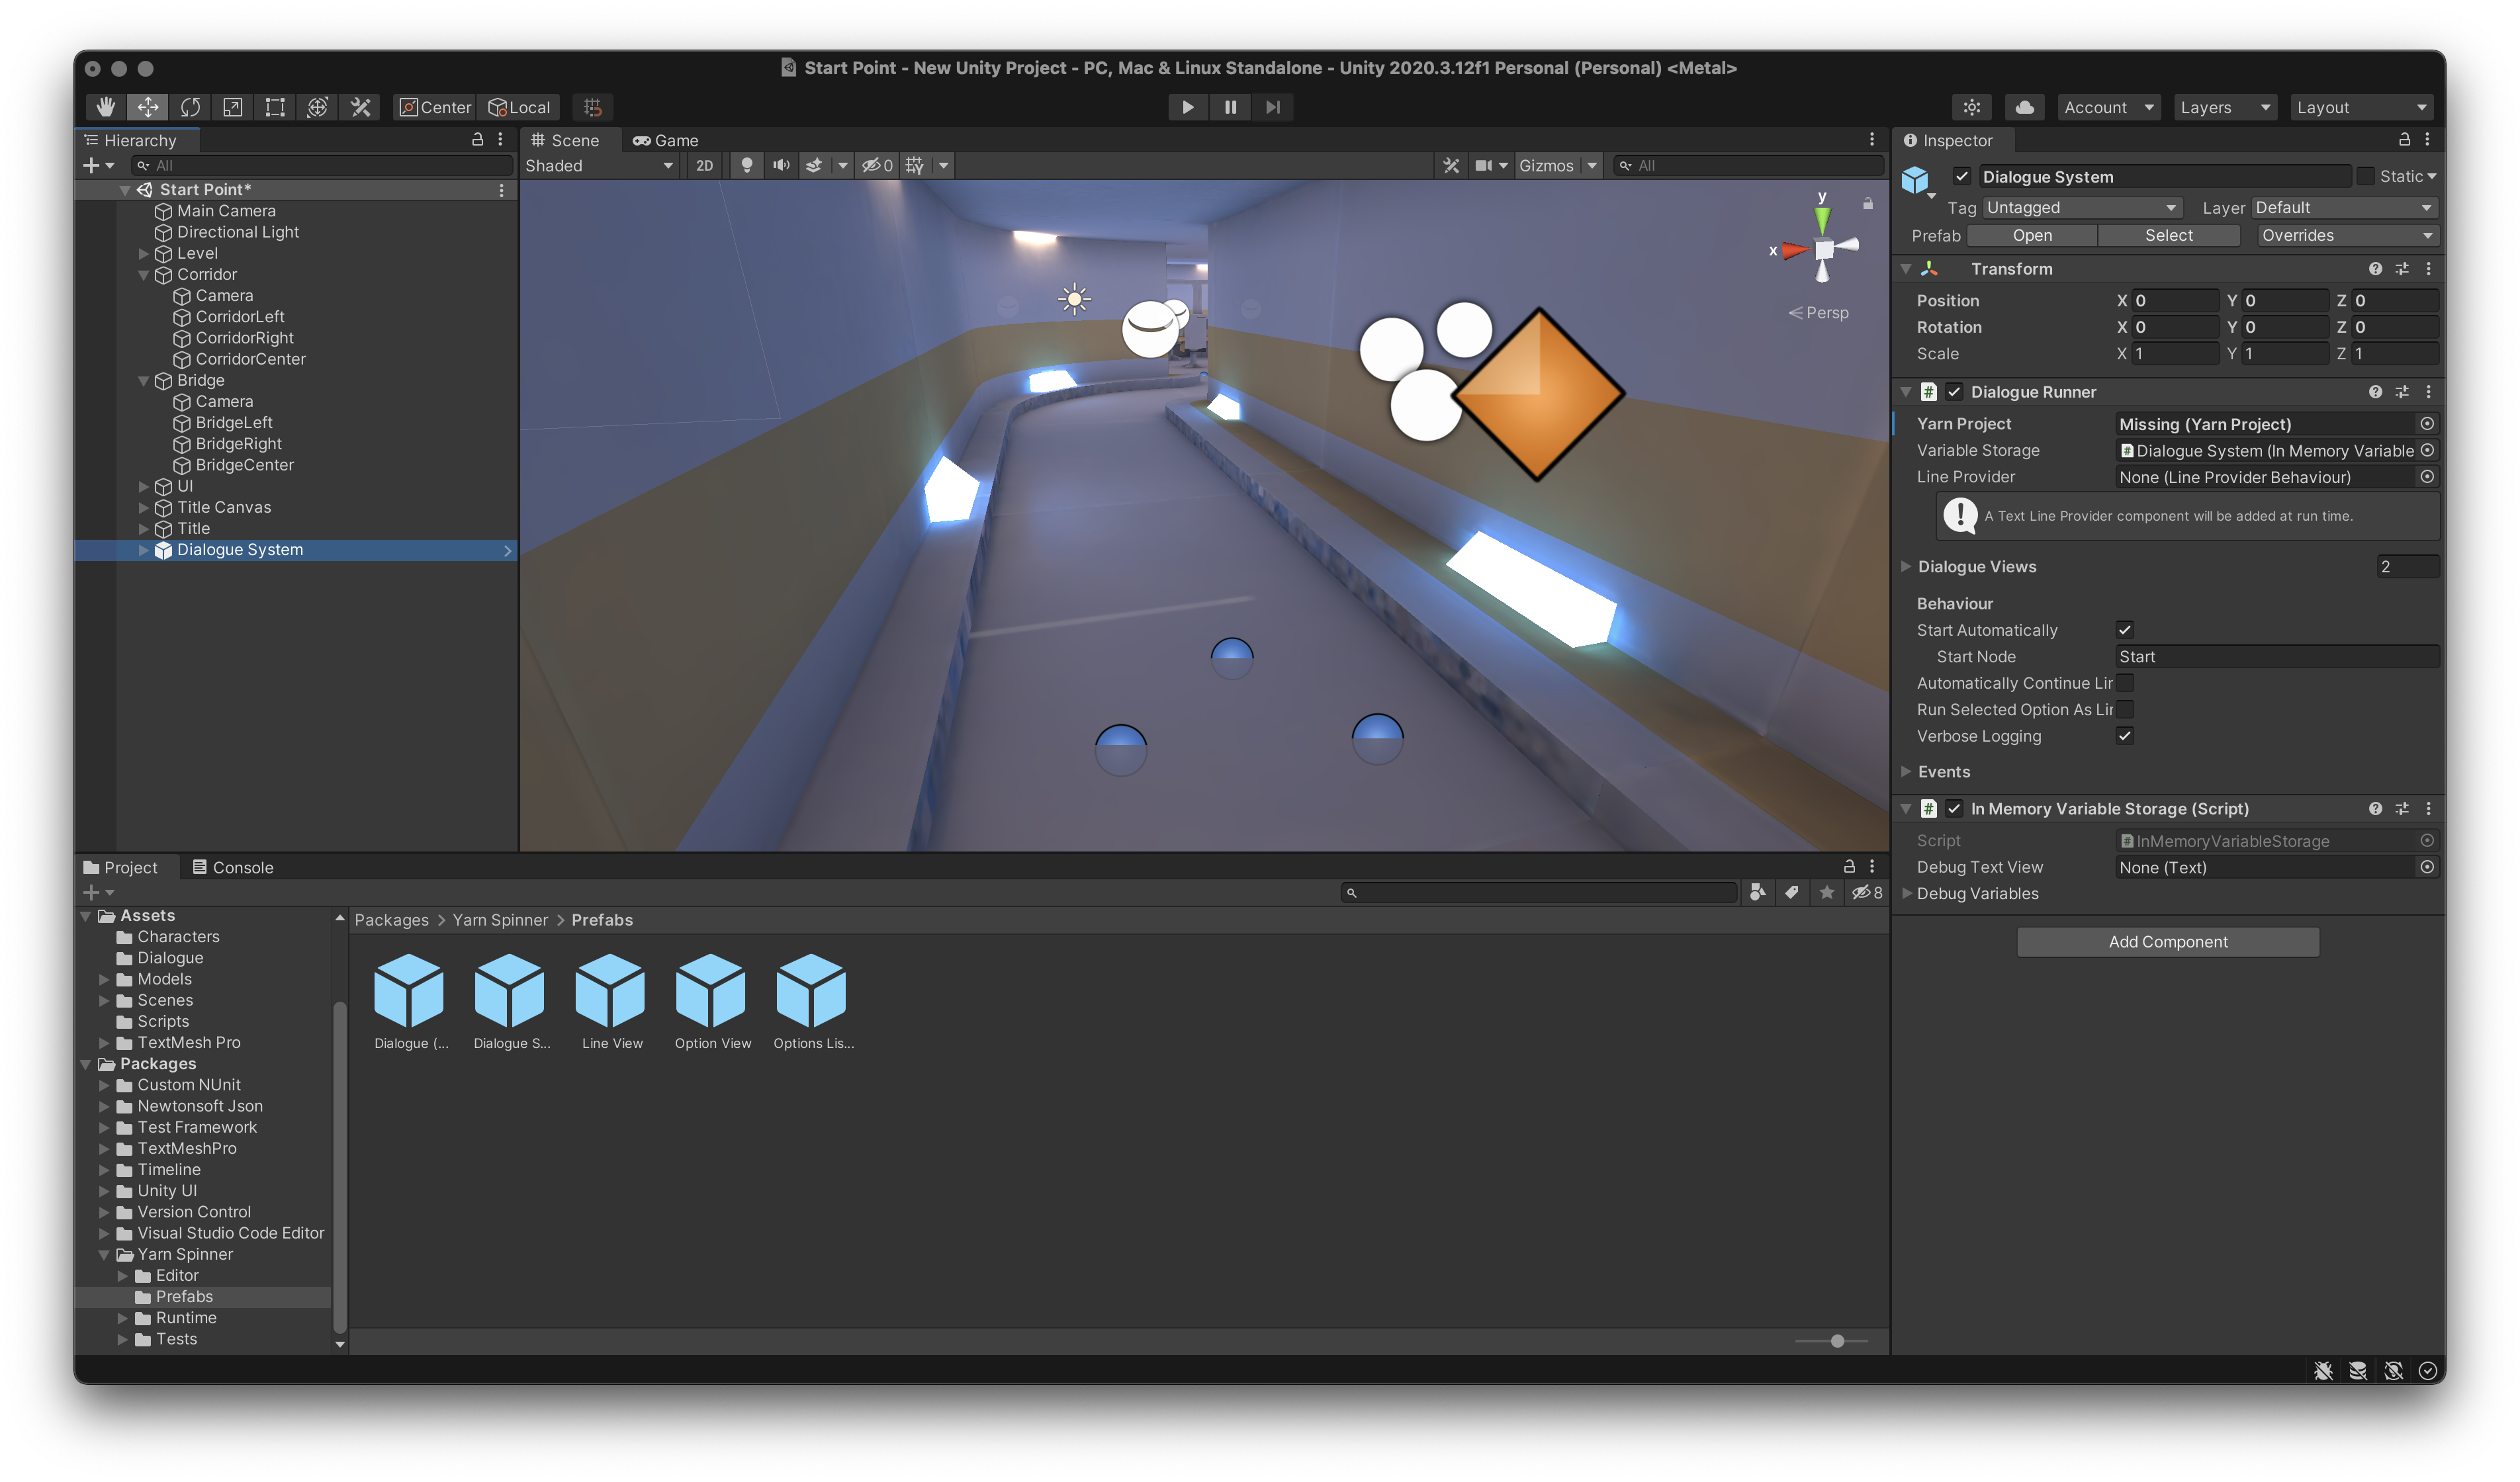 Start Point - New Unity Project - PC, Mac & Linux Standalone - Unity 2020.3.12f1 Personal (Personal) <Metal>
Center
Local
Account
Layers
Layout
Hierarchy
All
Start Point*
Main Camera
Directional Light
Level
Corridor
Camera
CorridorLeft
CorridorRight
CorridorCenter
Bridge
Camera
BridgeLeft
BridgeRight
BridgeCenter
UI
Title Canvas
Title
Dialogue System
Scene
Game
Shaded
2D
0
Gizmos
All
y
x
Persp
Inspector
Dialogue System
Static
Tag Untagged
Layer Default
Prefab Open Select Overrides
Transform
Position X 0 Y 0 Z 0
Rotation X 0 Y 0 Z 0
Scale X 1 Y 1 Z 1
# Dialogue Runner
Yarn Project Missing (Yarn Project)
Variable Storage Dialogue System (In Memory Variable
Line Provider None (Line Provider Behaviour)
A Text Line Provider component will be added at run time.
Dialogue Views 2
Behaviour
Start Automatically
Start Node Start
Automatically Continue Lin
Run Selected Option As Lin
Verbose Logging
Events
# In Memory Variable Storage (Script)
Script InMemoryVariableStorage
Debug Text View None (Text)
Debug Variables
Add Component
Project
Console
8
Assets
Characters
Dialogue
Models
Scenes
Scripts
TextMesh Pro
Packages
Custom NUnit
Newtonsoft Json
Test Framework
TextMeshPro
Timeline
Unity UI
Version Control
Visual Studio Code Editor
Yarn Spinner
Editor
Prefabs
Runtime
Tests
Packages > Yarn Spinner > Prefabs
Dialogue (...
Dialogue S...
Line View
Option View
Options Lis...